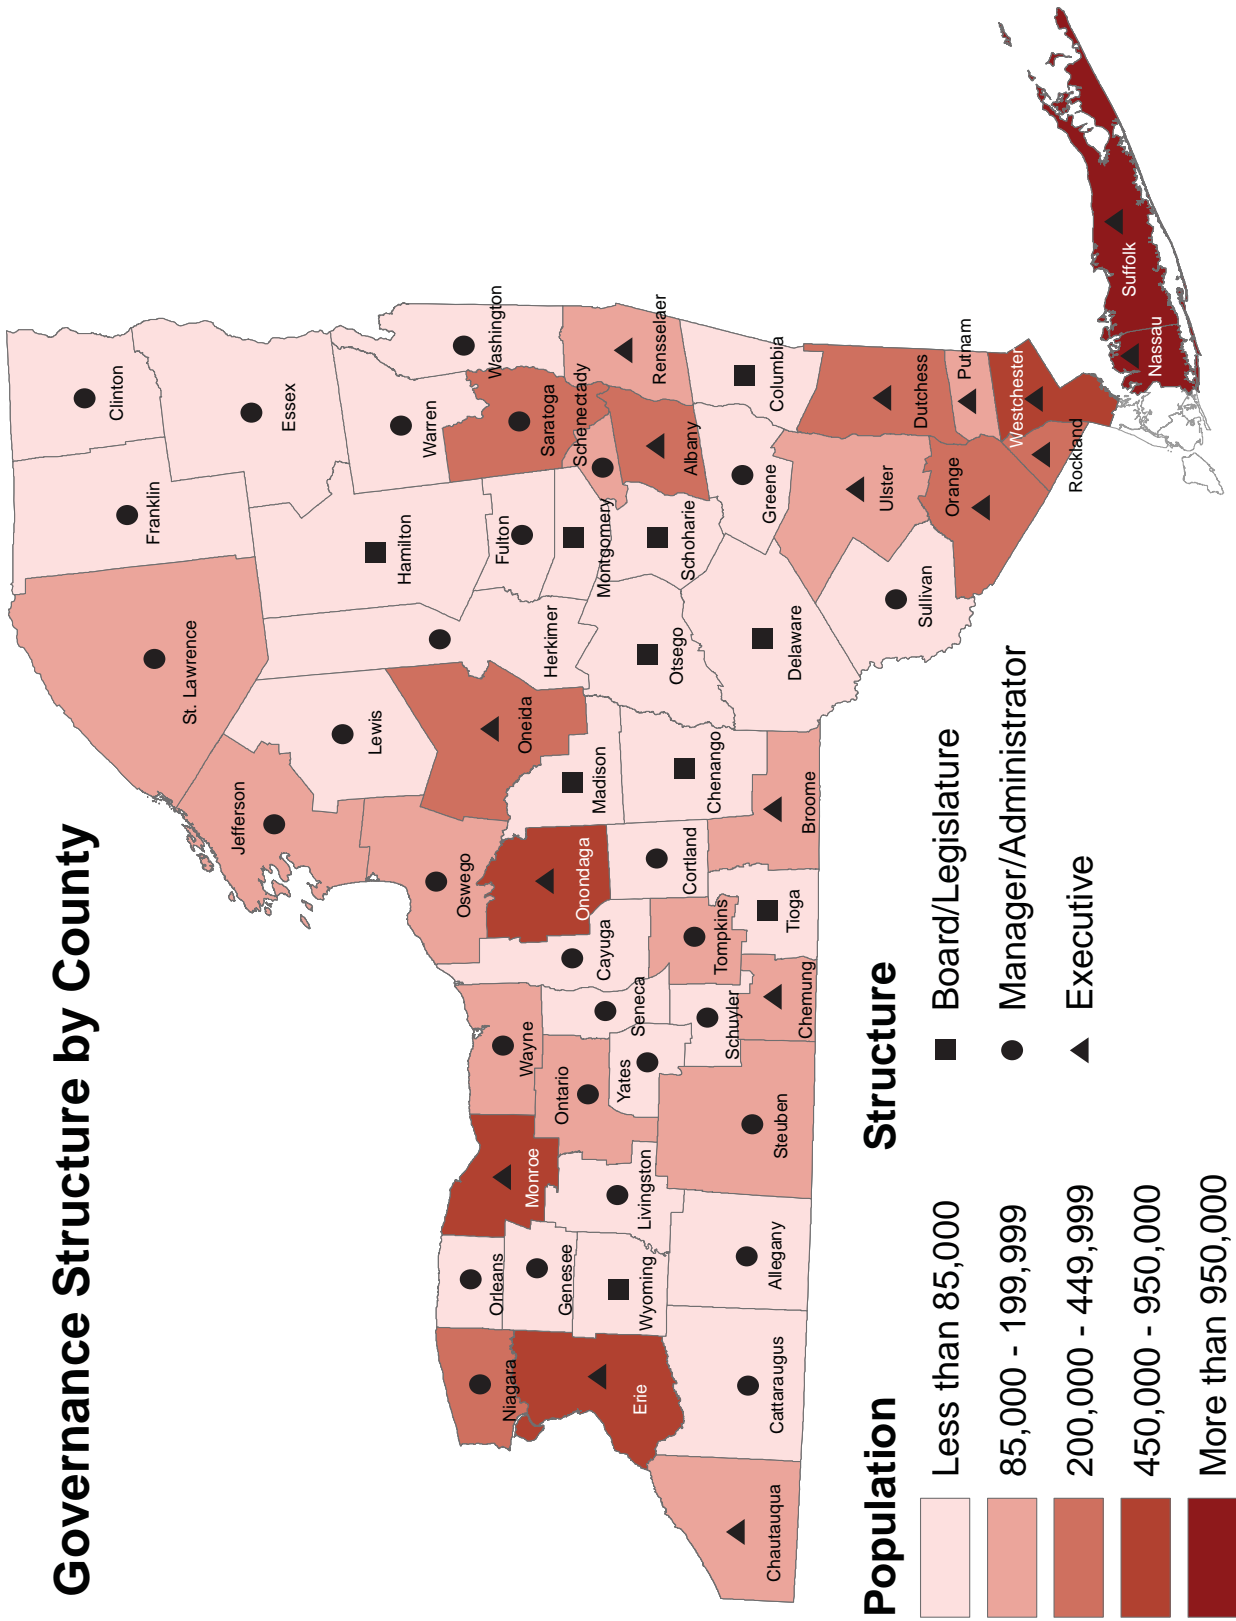 Governance Structure by County
Clinton
Franklin
Essex
St. Lawrence
Jefferson
Lewis
Hamilton
Warren
Washington
Herkimer
Oneida
Oswego
Fulton
Saratoga
Schenectady
Montgomery
Rensselaer
Albany
Schoharie
Otsego
Madison
Onondaga
Cayuga
Wayne
Monroe
Orleans
Niagara
Genesee
Erie
Wyoming
Livingston
Ontario
Yates
Seneca
Schuyler
Tompkins
Cortland
Chenango
Delaware
Greene
Columbia
Ulster
Dutchess
Sullivan
Orange
Putnam
Westchester
Rockland
Nassau
Suffolk
Broome
Tioga
Chemung
Steuben
Allegany
Cattaraugus
Chautauqua
Population
Less than 85,000
85,000 - 199,999
200,000 - 449,999
450,000 - 950,000
More than 950,000
Structure
Board/Legislature
Manager/Administrator
Executive